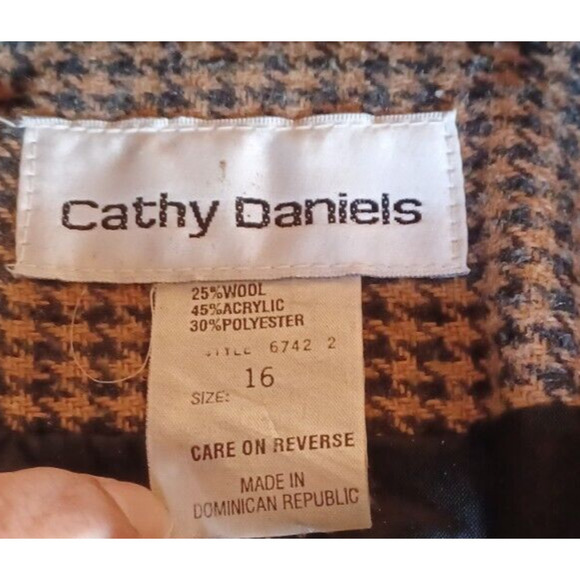 Cathy Daniels
25%WOOL
45%ACRYLIC
30%POLYESTER
STYLE 6742 2
16
SIZE:
CARE ON REVERSE
MADE IN
DOMINICAN REPUBLIC